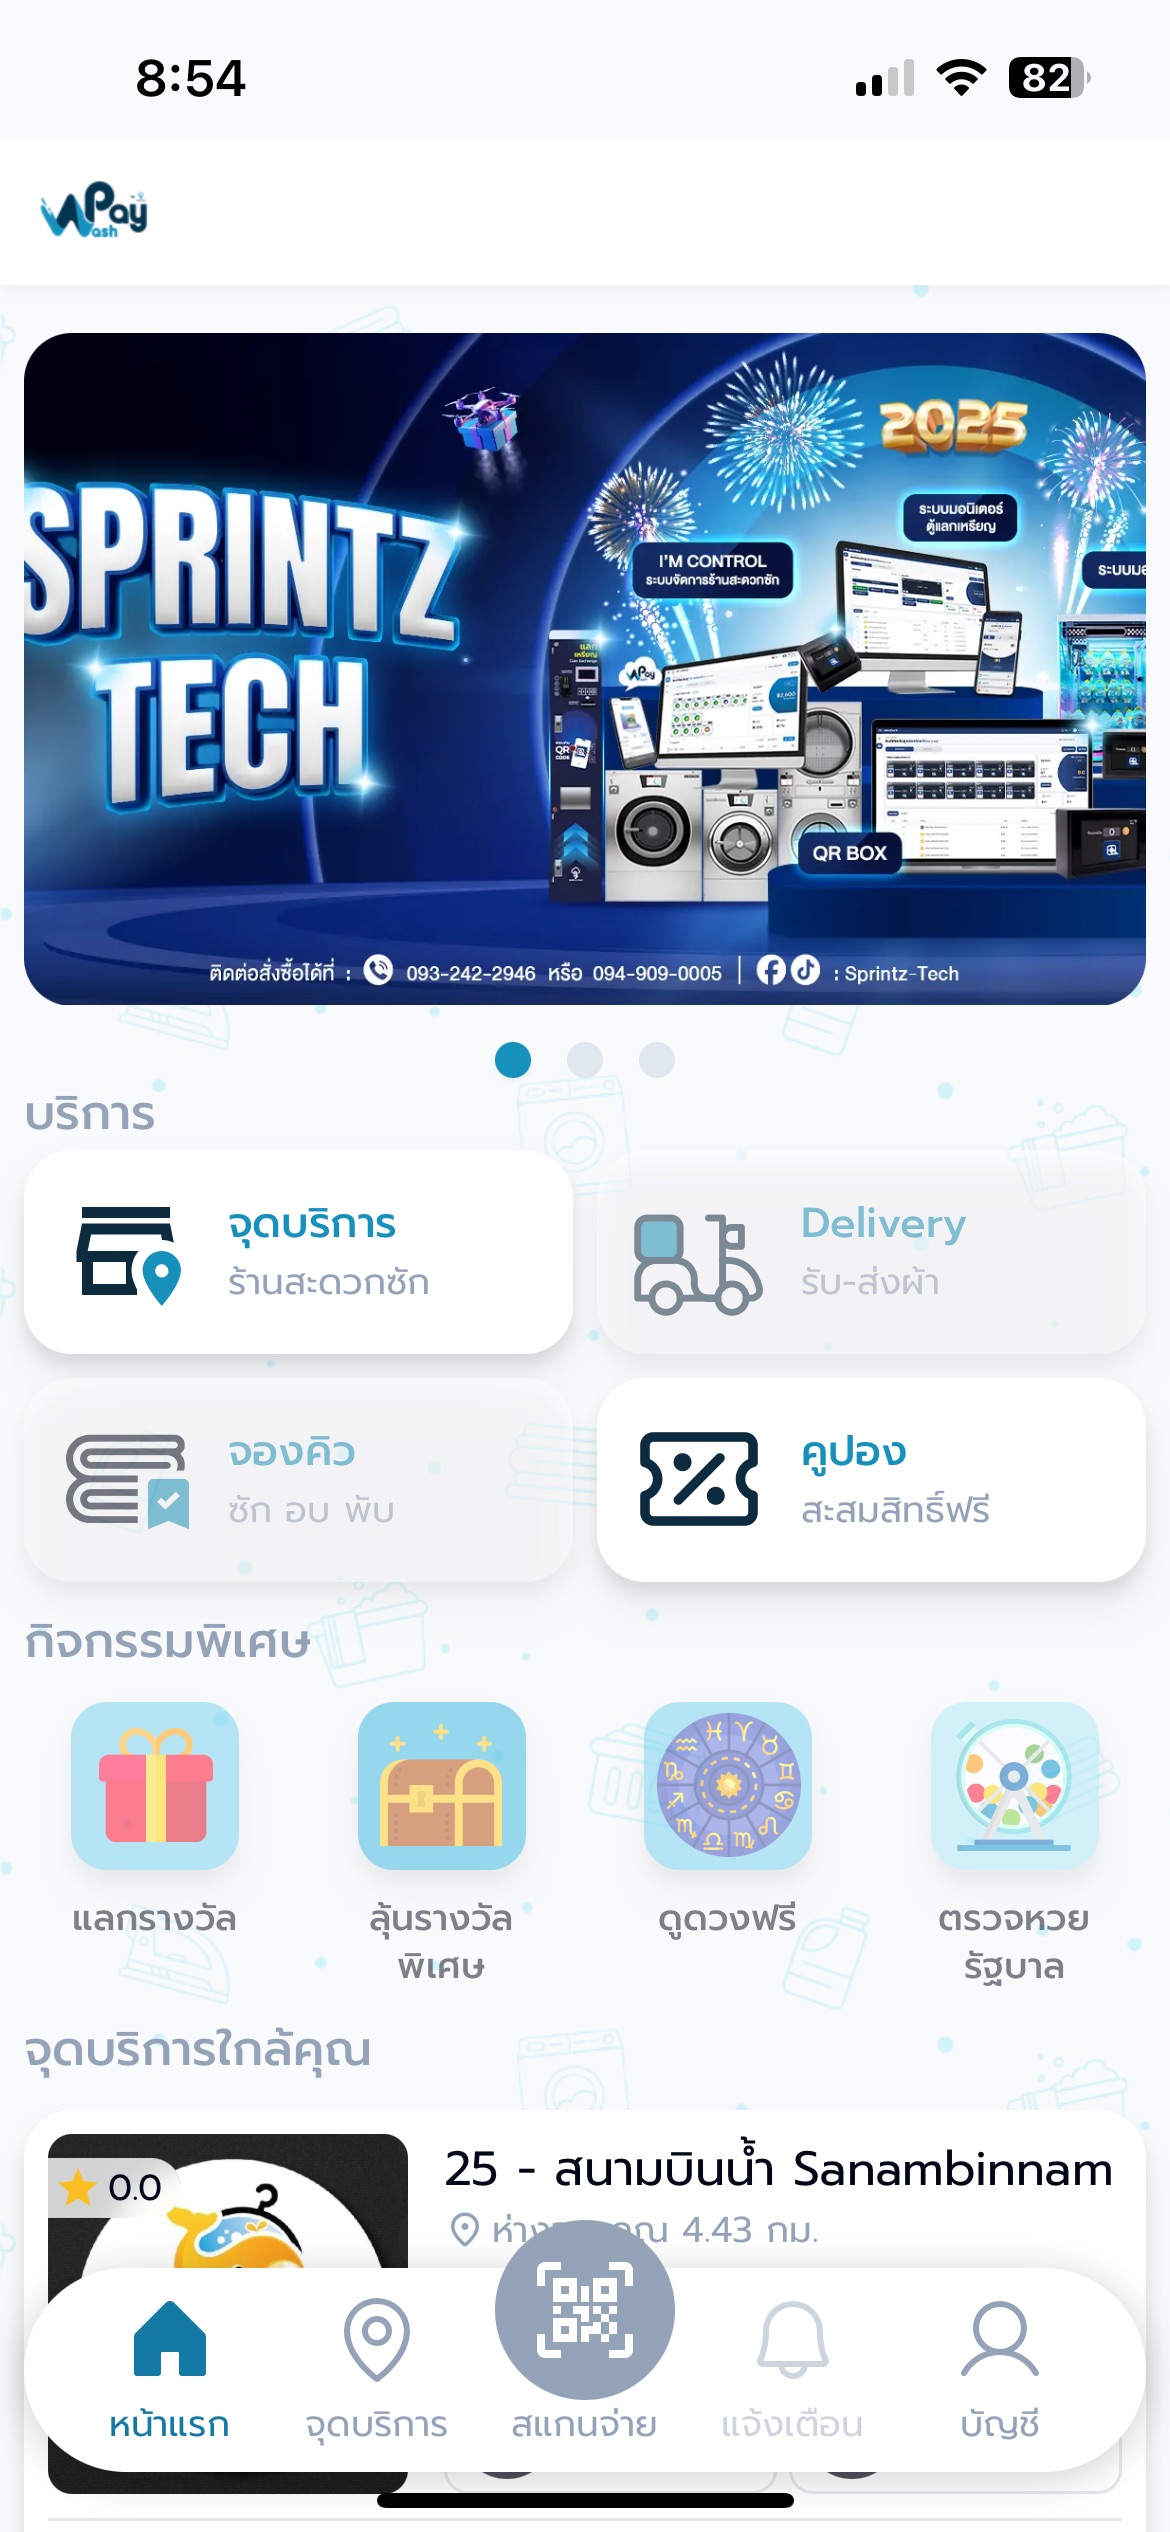 8:54
82
WPay
ash
2025
SPRINTZ
TECH
ระบบมอนิเตอร์
ตู้แลกเหรียญ
I'M CONTROL
ระบบจัดการร้านสะดวกซัก
แลก
เหรียญ
QR
CODE
WPay
QR BOX
ติดต่อสั่งซื้อได้ที่ : 093-242-2946 หรือ 094-909-0005 | : Sprintz-Tech
บริการ
จุดบริการ
ร้านสะดวกซัก
Delivery
รับ-ส่งผ้า
จองคิว
ซัก อบ พับ
คูปอง
สะสมสิทธิ์ฟรี
กิจกรรมพิเศษ
แลกรางวัล
ลุ้นรางวัล
พิเศษ
ดูดวงฟรี
ตรวจหวย
รัฐบาล
จุดบริการใกล้คุณ
0.0
25 - สนามบินน้ำ Sanambinnam
4.43 กม.
หน้าแรก
จุดบริการ
สแกนจ่าย
แจ้งเตือน
บัญชี